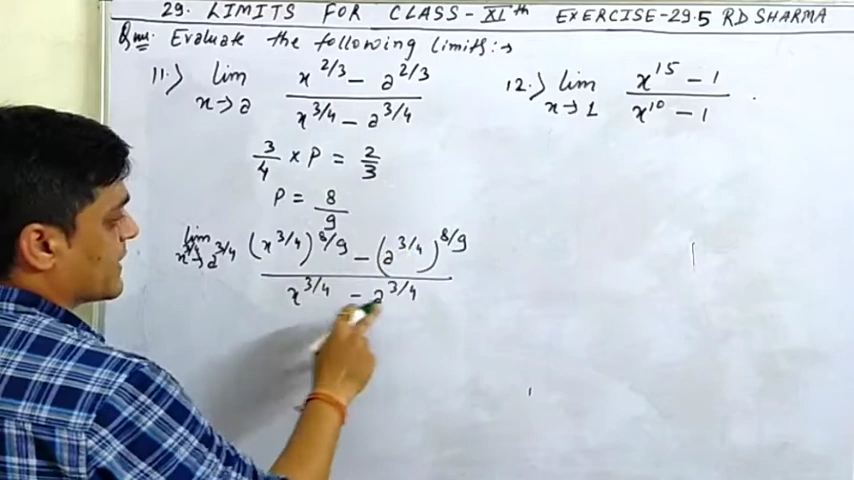 29. LIMITS FOR CLASS-XIth EXERCISE-29.5 RD SHARMA
Qnu. Evaluate the following limits:→
11.) lim x→a (x^{2/3} - a^{2/3}) / (x^{3/4} - a^{3/4})
12.) lim x→1 (x^{15} - 1) / (x^{10} - 1).
3/4 × P = 2/3
P = 8/9
lim x^{3/4}→a^{3/4} ((x^{3/4})^{8/9} - (a^{3/4})^{8/9}) / (x^{3/4} - a^{3/4})